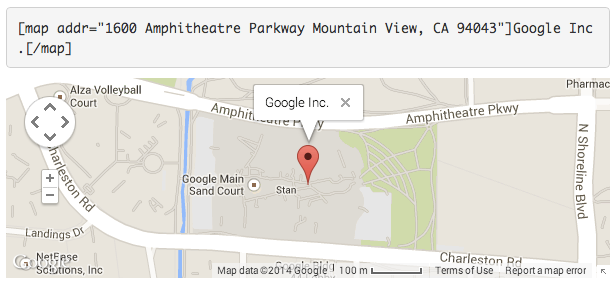 [map addr="1600 Amphitheatre Parkway Mountain View, CA 94043"]Google Inc
.[/map]
Alza Volleyball
Court
Pharmac
Google Inc.
Amphitheatre Pkwy
Amphitheatre Pkwy
N Shoreline Blvd
Charleston Rd
Google Main
Sand Court
Stan
Landings Dr
Charleston Rd
NetEase
Solutions, Inc
Google
Google Bldg
Map data ©2014 Google
100 m
Terms of Use
Report a map error